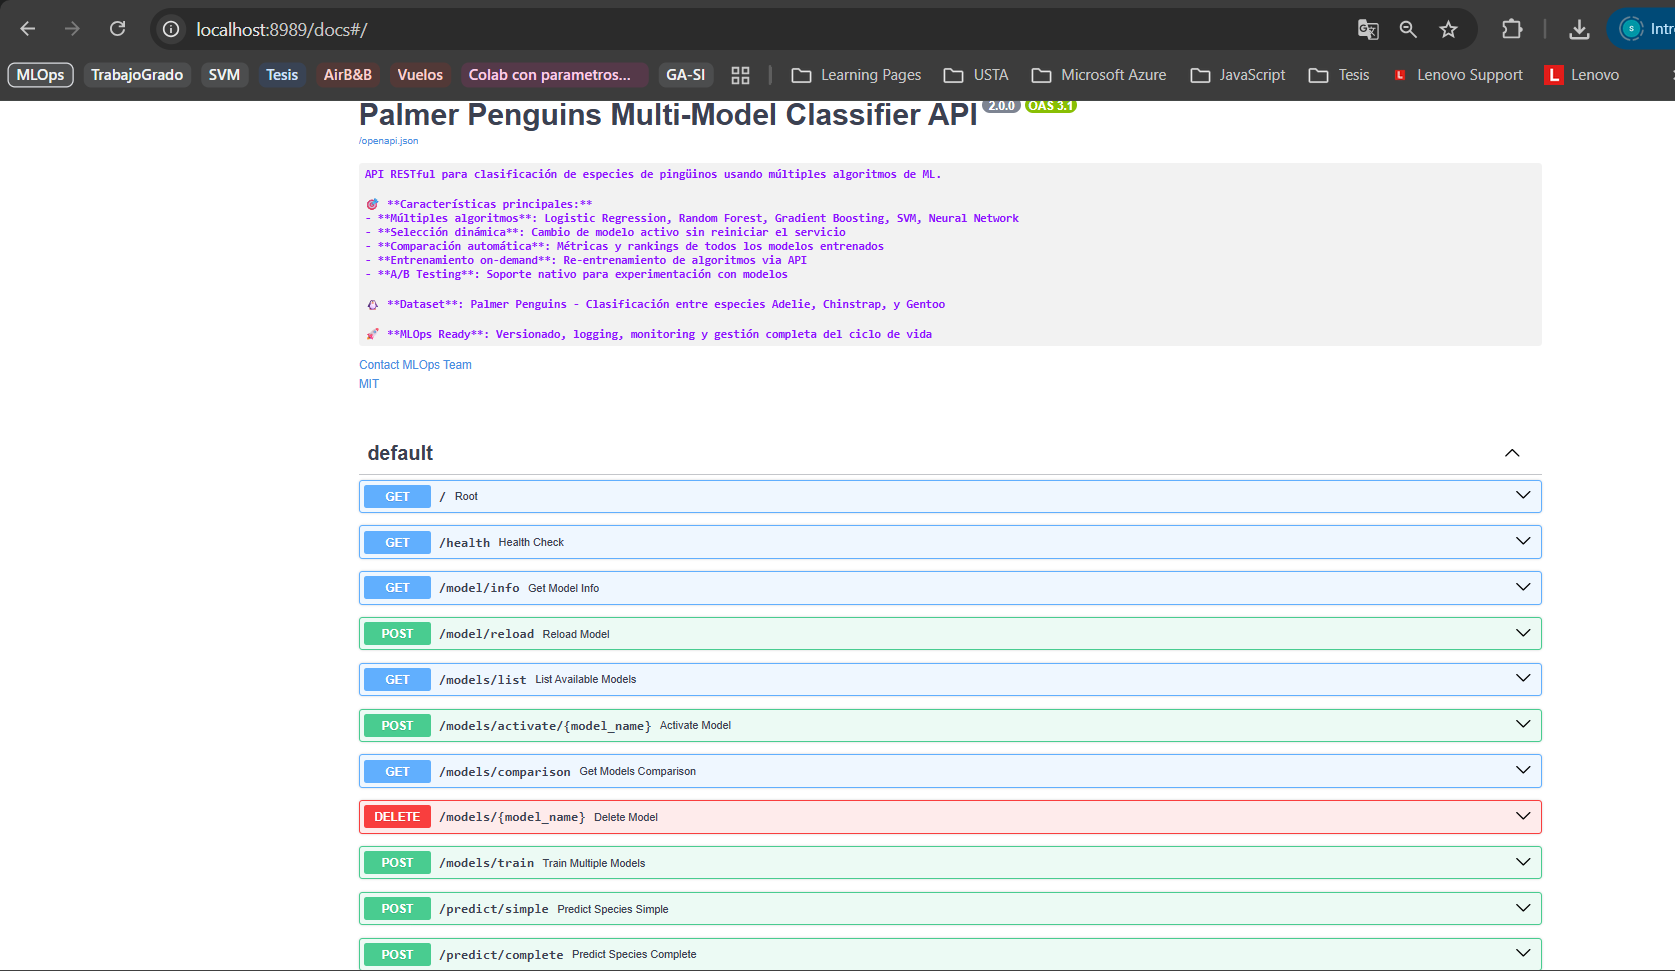 localhost:8989/docs#/
Intr
MLOps TrabajoGrado SVM Tesis AirB&B Vuelos Colab con parametros... GA-SI Learning Pages USTA Microsoft Azure JavaScript Tesis Lenovo Support Lenovo
Palmer Penguins Multi-Model Classifier API 2.0.0 OAS 3.1
/openapi.json
API RESTful para clasificación de especies de pingüinos usando múltiples algoritmos de ML.
🎯 **Características principales:**
- **Múltiples algoritmos**: Logistic Regression, Random Forest, Gradient Boosting, SVM, Neural Network
- **Selección dinámica**: Cambio de modelo activo sin reiniciar el servicio
- **Comparación automática**: Métricas y rankings de todos los modelos entrenados
- **Entrenamiento on-demand**: Re-entrenamiento de algoritmos via API
- **A/B Testing**: Soporte nativo para experimentación con modelos
🐧 **Dataset**: Palmer Penguins - Clasificación entre especies Adelie, Chinstrap, y Gentoo
🚀 **MLOps Ready**: Versionado, logging, monitoring y gestión completa del ciclo de vida
Contact MLOps Team
MIT
default
GET / Root
GET /health Health Check
GET /model/info Get Model Info
POST /model/reload Reload Model
GET /models/list List Available Models
POST /models/activate/{model_name} Activate Model
GET /models/comparison Get Models Comparison
DELETE /models/{model_name} Delete Model
POST /models/train Train Multiple Models
POST /predict/simple Predict Species Simple
POST /predict/complete Predict Species Complete